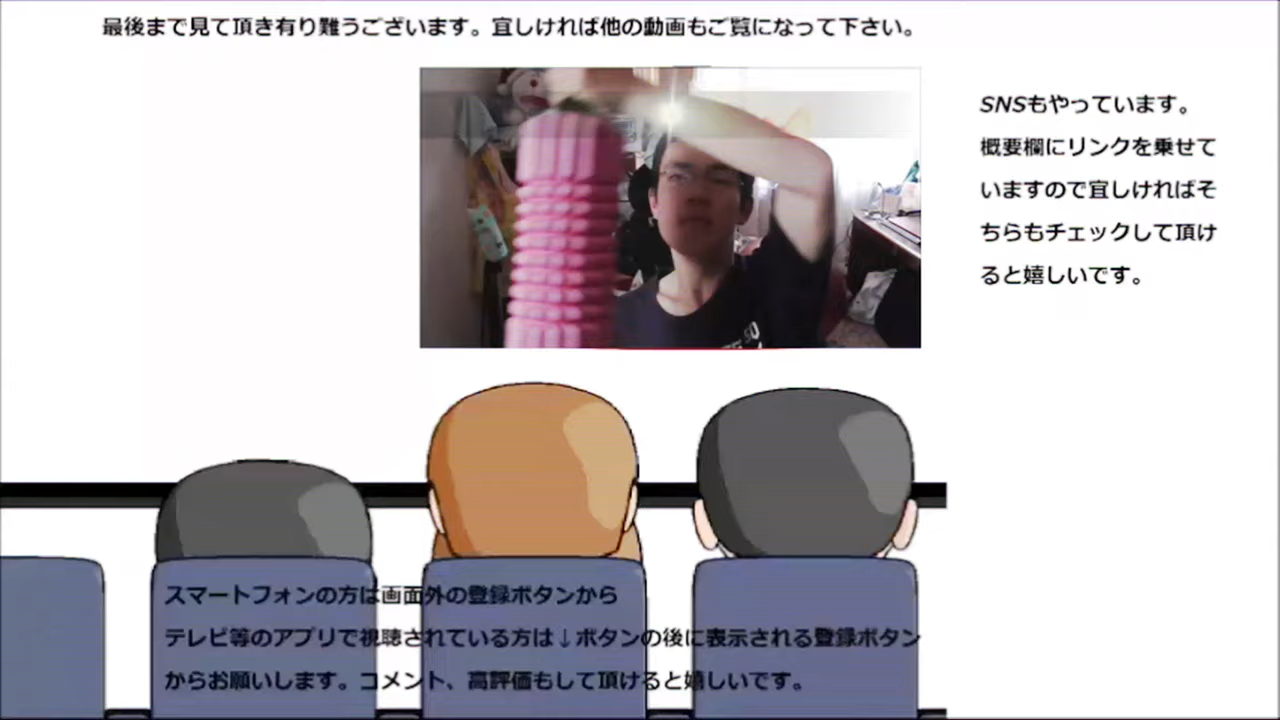 最後まで見て頂き有り難うございます。宜しければ他の動画もご覧になって下さい。
SNSもやっています。
概要欄にリンクを乗せて
いますので宜しければそ
ちらもチェックして頂け
ると嬉しいです。
スマートフォンの方は画面外の登録ボタンから
テレビ等のアプリで視聴されている方は↓ボタンの後に表示される登録ボタン
からお願いします。コメント、高評価もして頂けると嬉しいです。